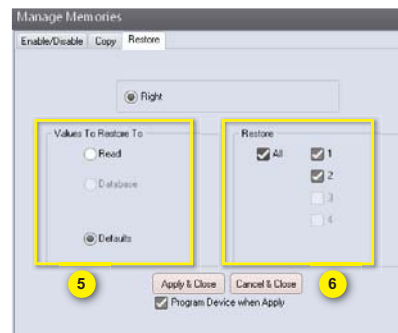 Manage Memories
Enable/Disable Copy Restore
Right
Values To Restore To
Restore
Read
All
1
Database
2
3
4
Defaults
5
6
Apply & Close Cancel & Close
Program Device when Apply